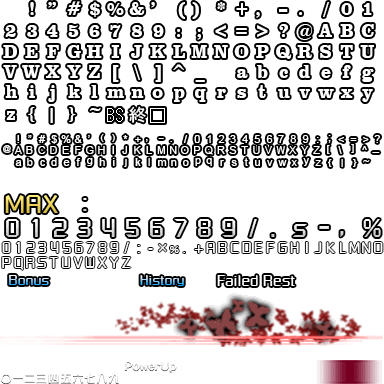 ! " # $ % & ' ( ) * + , - . / 0 1
2 3 4 5 6 7 8 9 : ; < = > ? @ A B C
D E F G H I J K L M N O P Q R S T U
V W X Y Z [ \ ] ^ _ a b c d e f g
h i j k l m n o p q r s t u v w x y
z { | } ~ BS 終 □
! " # $ % & ' ( ) * + , - . / 0 1 2 3 4 5 6 7 8 9 : ; < = > ?
@ A B C D E F G H I J K L M N O P Q R S T U V W X Y Z [ \ ] ^ _
a b c d e f g h i j k l m n o p q r s t u v w x y z { | } ~
MAX :
0 1 2 3 4 5 6 7 8 9 / . s - , %
0 1 2 3 4 5 6 7 8 9 / : - × % . + A B C D E F G H I J K L M N O
P Q R S T U V W X Y Z
Bonus History Failed Rest
PowerUp
〇一二三四五六七八九